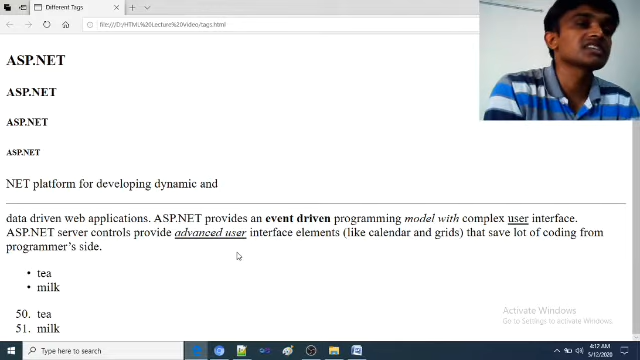 Different Tags
file:///D:/HTML%20Lecture%20Video/tags.html
ASP.NET
ASP.NET
ASP.NET
ASP.NET
NET platform for developing dynamic and
data driven web applications. ASP.NET provides an event driven programming model with complex user interface.
ASP.NET server controls provide advanced user interface elements (like calendar and grids) that save lot of coding from
programmer's side.
• tea
• milk
50. tea
51. milk
Activate Windows
Go to Settings to activate Windows.
Type here to search
4:12 AM
5/12/2020